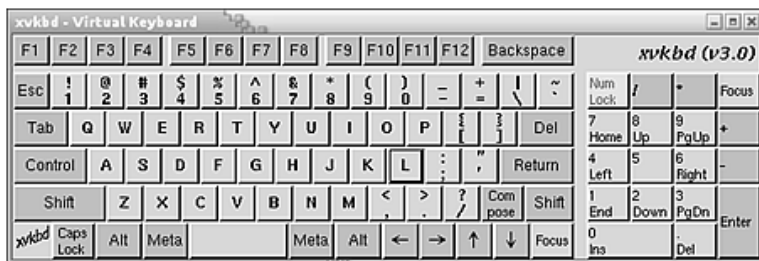 xvkbd - Virtual Keyboard
F1 F2 F3 F4 F5 F6 F7 F8 F9 F10 F11 F12 Backspace xvkbd (v3.0)
Esc ! 1 @ 2 # 3 $ 4 % 5 ^ 6 & 7 * 8 ( 9 ) 0 _ - + = | \ ~ ` Num Lock / * Focus
Tab Q W E R T Y U I O P { [ } ] Del 7 Home 8 Up 9 PgUp +
Control A S D F G H J K L : ; " ' Return 4 Left 5 6 Right -
Shift Z X C V B N M < , > . ? / Com pose Shift 1 End 2 Down 3 PgDn Enter
xvkbd Caps Lock Alt Meta Meta Alt ← → ↑ ↓ Focus 0 Ins . Del